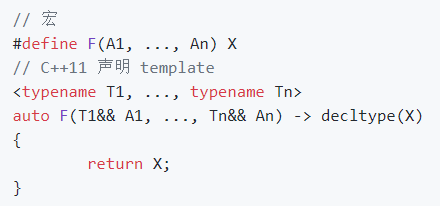 // 宏
#define F(A1, ..., An) X
// C++11 声明 template
<typename T1, ..., typename Tn>
auto F(T1&& A1, ..., Tn&& An) -> decltype(X)
{
        return X;
}